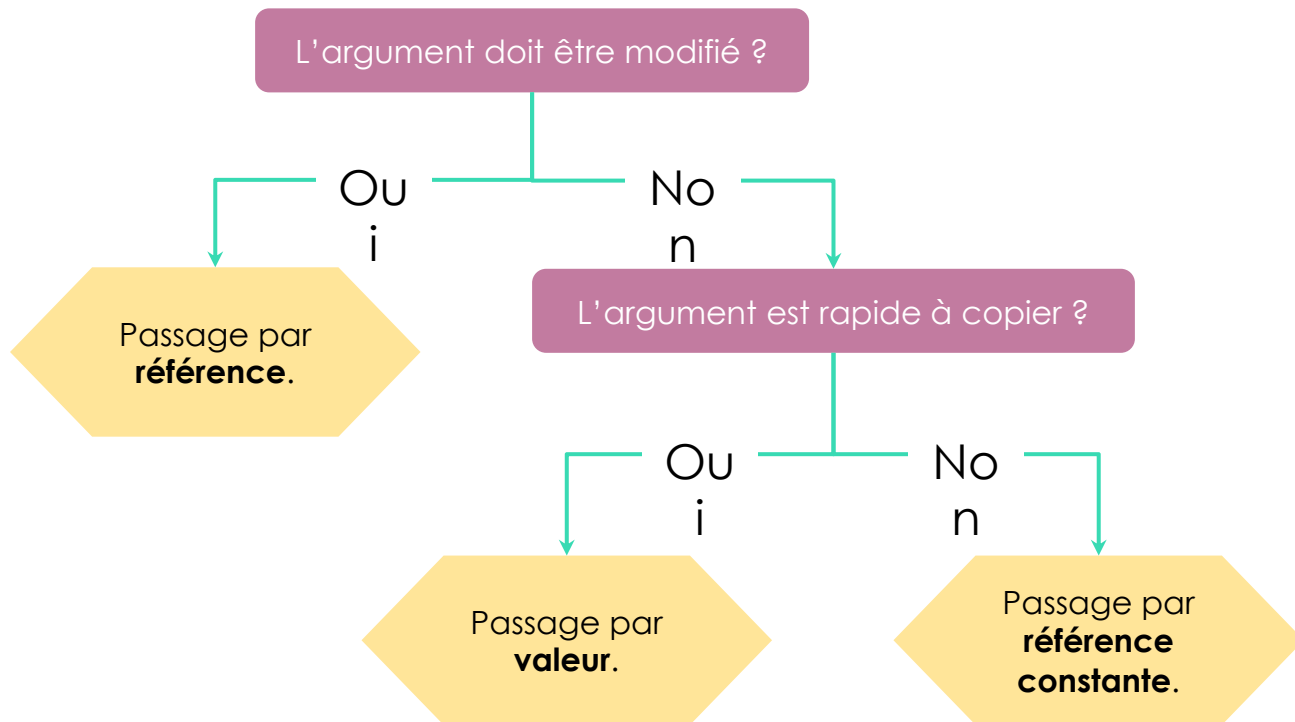 L’argument doit être modifié ?
Ou
i
No
n
Passage par
référence.
L’argument est rapide à copier ?
Ou
i
No
n
Passage par
valeur.
Passage par
référence
constante.